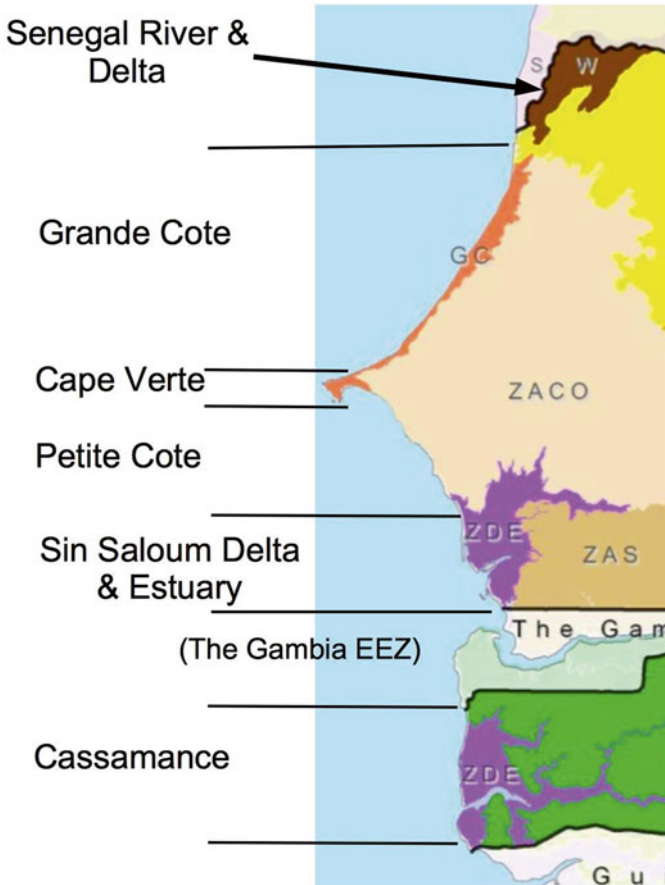 Senegal River &
Delta
S W
Grande Cote
GC
Cape Verte
ZACO
Petite Cote
ZDE
Sin Saloum Delta
& Estuary
ZAS
The Gam
(The Gambia EEZ)
Cassamance
ZDE
Gu